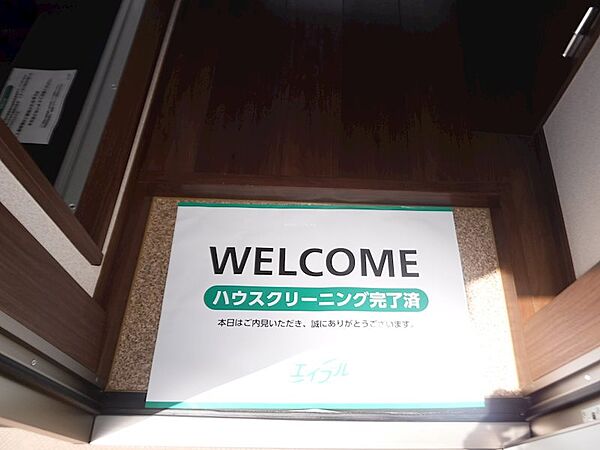 WELCOME
ハウスクリーニング完了済
本日はご内見いただき、誠にありがとうございます。
エイブル